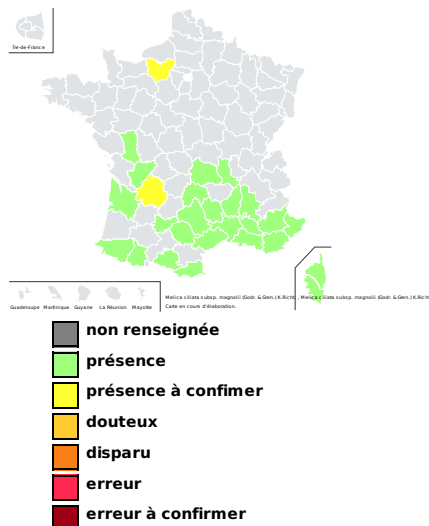 Île-de-France
Guadeloupe Martinique Guyane La Réunion Mayotte
Melica ciliata subsp. magnolii (Godr. & Gren.) K.Richt. , Melica ciliata subsp. magnolii (Godr. & Gren.) K.Richt.
Carte en cours d'élaboration.
non renseignée
présence
présence à confimer
douteux
disparu
erreur
erreur à confirmer